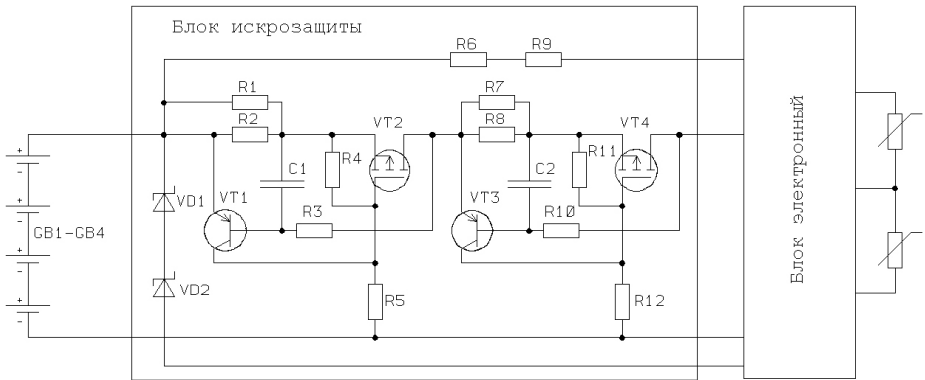 Блок искрозащиты
R6
R9
R1
R7
R2
VT2
R8
VT4
R4
R11
C1
C2
VD1
VT1
R3
VT3
R10
GB1-GB4
VD2
R5
R12
Блок электронный
+
-
+
-
+
-
+
-